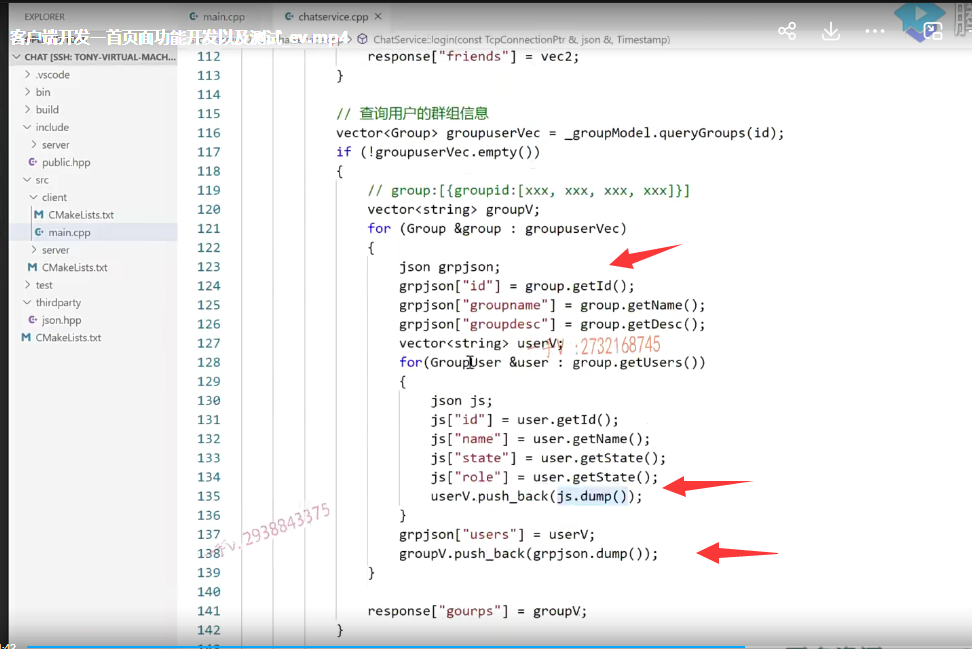 EXPLORER
main.cpp
chatservice.cpp ×
客户端开发—首页面功能开发以及测试_ev.mp4
ChatService::login(const TcpConnectionPtr &, json &, Timestamp)
CHAT [SSH: TONY-VIRTUAL-MACH...
.vscode
bin
build
include
server
public.hpp
src
client
CMakeLists.txt
main.cpp
server
CMakeLists.txt
test
thirdparty
json.hpp
CMakeLists.txt
112 response["friends"] = vec2;
113 }
114
115 // 查询用户的群组信息
116 vector<Group> groupuserVec = _groupModel.queryGroups(id);
117 if (!groupuserVec.empty())
118 {
119 // group:[{groupid:[xxx, xxx, xxx, xxx]}]
120 vector<string> groupV;
121 for (Group &group : groupuserVec)
122 {
123 json grpjson;
124 grpjson["id"] = group.getId();
125 grpjson["groupname"] = group.getName();
126 grpjson["groupdesc"] = group.getDesc();
127 vector<string> userV;
:2732168745
128 for(GroupUser &user : group.getUsers())
129 {
130 json js;
131 js["id"] = user.getId();
132 js["name"] = user.getName();
133 js["state"] = user.getState();
134 js["role"] = user.getState();
135 userV.push_back(js.dump());
136 }
137 grpjson["users"] = userV;
138 groupV.push_back(grpjson.dump());
v.2938843375
139 }
140
141 response["gourps"] = groupV;
142 }